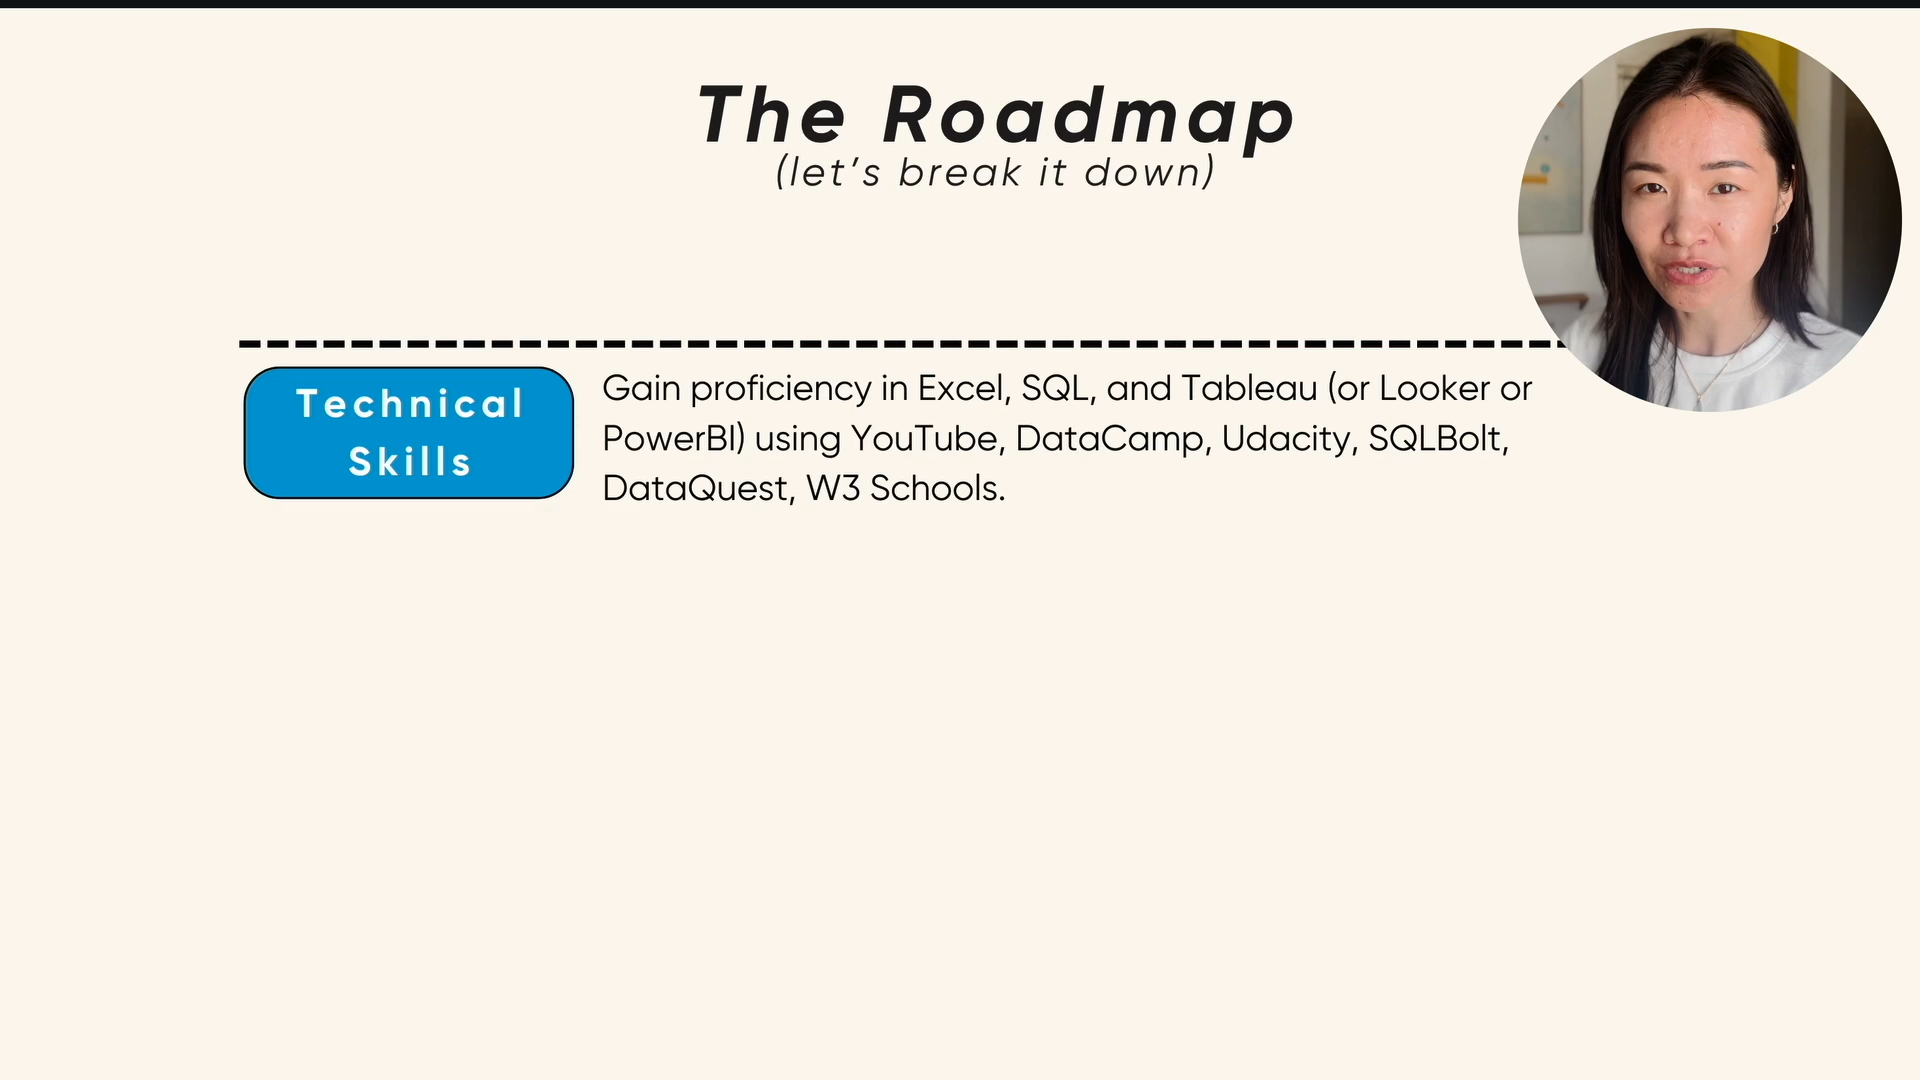 The Roadmap
(let’s break it down)
Technical
Skills
Gain proficiency in Excel, SQL, and Tableau (or Looker or
PowerBI) using YouTube, DataCamp, Udacity, SQLBolt,
DataQuest, W3 Schools.